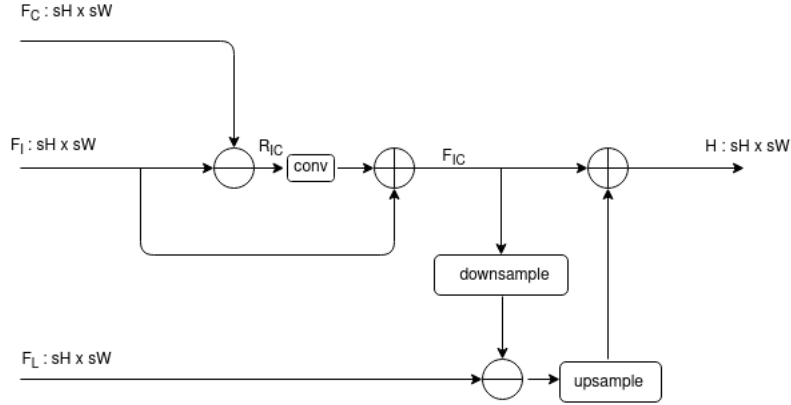 F_C : sH x sW
F_I : sH x sW
R_IC
conv
F_IC
H : sH x sW
downsample
F_L : sH x sW
upsample